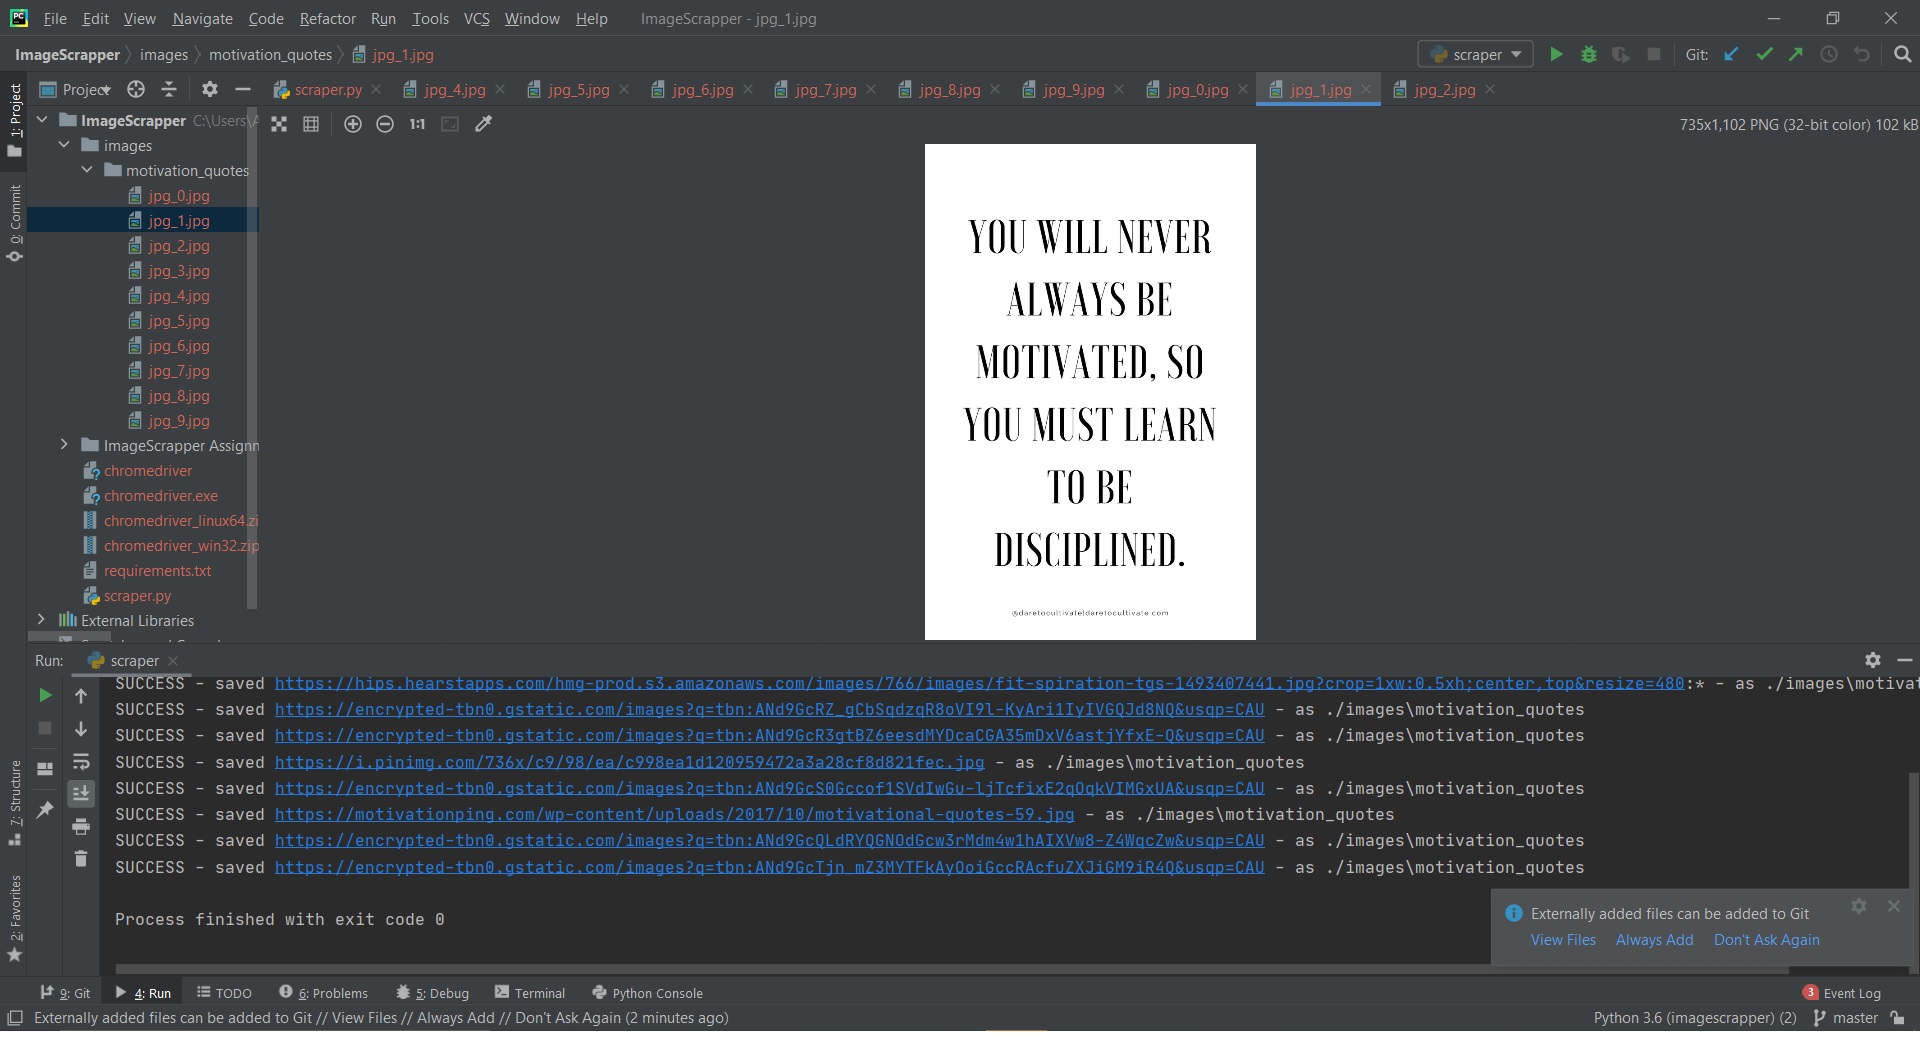 File Edit View Navigate Code Refactor Run Tools VCS Window Help ImageScrapper - jpg_1.jpg
ImageScrapper images motivation_quotes jpg_1.jpg scraper Git:
Project scraper.py jpg_4.jpg jpg_5.jpg jpg_6.jpg jpg_7.jpg jpg_8.jpg jpg_9.jpg jpg_0.jpg jpg_1.jpg jpg_2.jpg
1: Project
0: Commit
7: Structure
2: Favorites
ImageScrapper C:\Users\
images
motivation_quotes
jpg_0.jpg
jpg_1.jpg
jpg_2.jpg
jpg_3.jpg
jpg_4.jpg
jpg_5.jpg
jpg_6.jpg
jpg_7.jpg
jpg_8.jpg
jpg_9.jpg
ImageScrapper Assignm
chromedriver
chromedriver.exe
chromedriver_linux64.zi
chromedriver_win32.zip
requirements.txt
scraper.py
External Libraries
1:1
735x1,102 PNG (32-bit color) 102 kB
YOU WILL NEVER
ALWAYS BE
MOTIVATED, SO
YOU MUST LEARN
TO BE
DISCIPLINED.
@daretocultivate|daretocultivate.com
Run: scraper
SUCCESS - saved https://hips.hearstapps.com/hmg-prod.s3.amazonaws.com/images/766/images/fit-spiration-tgs-1493407441.jpg?crop=1xw:0.5xh;center,top&resize=480:* - as ./images\motivat
SUCCESS - saved https://encrypted-tbn0.gstatic.com/images?q=tbn:ANd9GcRZ_gCbSqdzqR8oVI9l-KyAri1IyIVGQJd8NQ&usqp=CAU - as ./images\motivation_quotes
SUCCESS - saved https://encrypted-tbn0.gstatic.com/images?q=tbn:ANd9GcR3gtBZ6eesdMYDcaCGA35mDxV6astjYfxE-Q&usqp=CAU - as ./images\motivation_quotes
SUCCESS - saved https://i.pinimg.com/736x/c9/98/ea/c998ea1d120959472a3a28cf8d821fec.jpg - as ./images\motivation_quotes
SUCCESS - saved https://encrypted-tbn0.gstatic.com/images?q=tbn:ANd9GcS0Gccof1SVdIwGu-ljTcfixE2qOqkVIMGxUA&usqp=CAU - as ./images\motivation_quotes
SUCCESS - saved https://motivationping.com/wp-content/uploads/2017/10/motivational-quotes-59.jpg - as ./images\motivation_quotes
SUCCESS - saved https://encrypted-tbn0.gstatic.com/images?q=tbn:ANd9GcQLdRYQGNOdGcw3rMdm4w1hAIXVw8-Z4WqcZw&usqp=CAU - as ./images\motivation_quotes
SUCCESS - saved https://encrypted-tbn0.gstatic.com/images?q=tbn:ANd9GcTjn_mZ3MYTFkAyOoiGccRAcfuZXJiGM9iR4Q&usqp=CAU - as ./images\motivation_quotes
Process finished with exit code 0
Externally added files can be added to Git
View Files Always Add Don't Ask Again
9: Git 4: Run TODO 6: Problems 5: Debug Terminal Python Console 3 Event Log
Externally added files can be added to Git // View Files // Always Add // Don't Ask Again (2 minutes ago) Python 3.6 (imagescrapper) (2) master